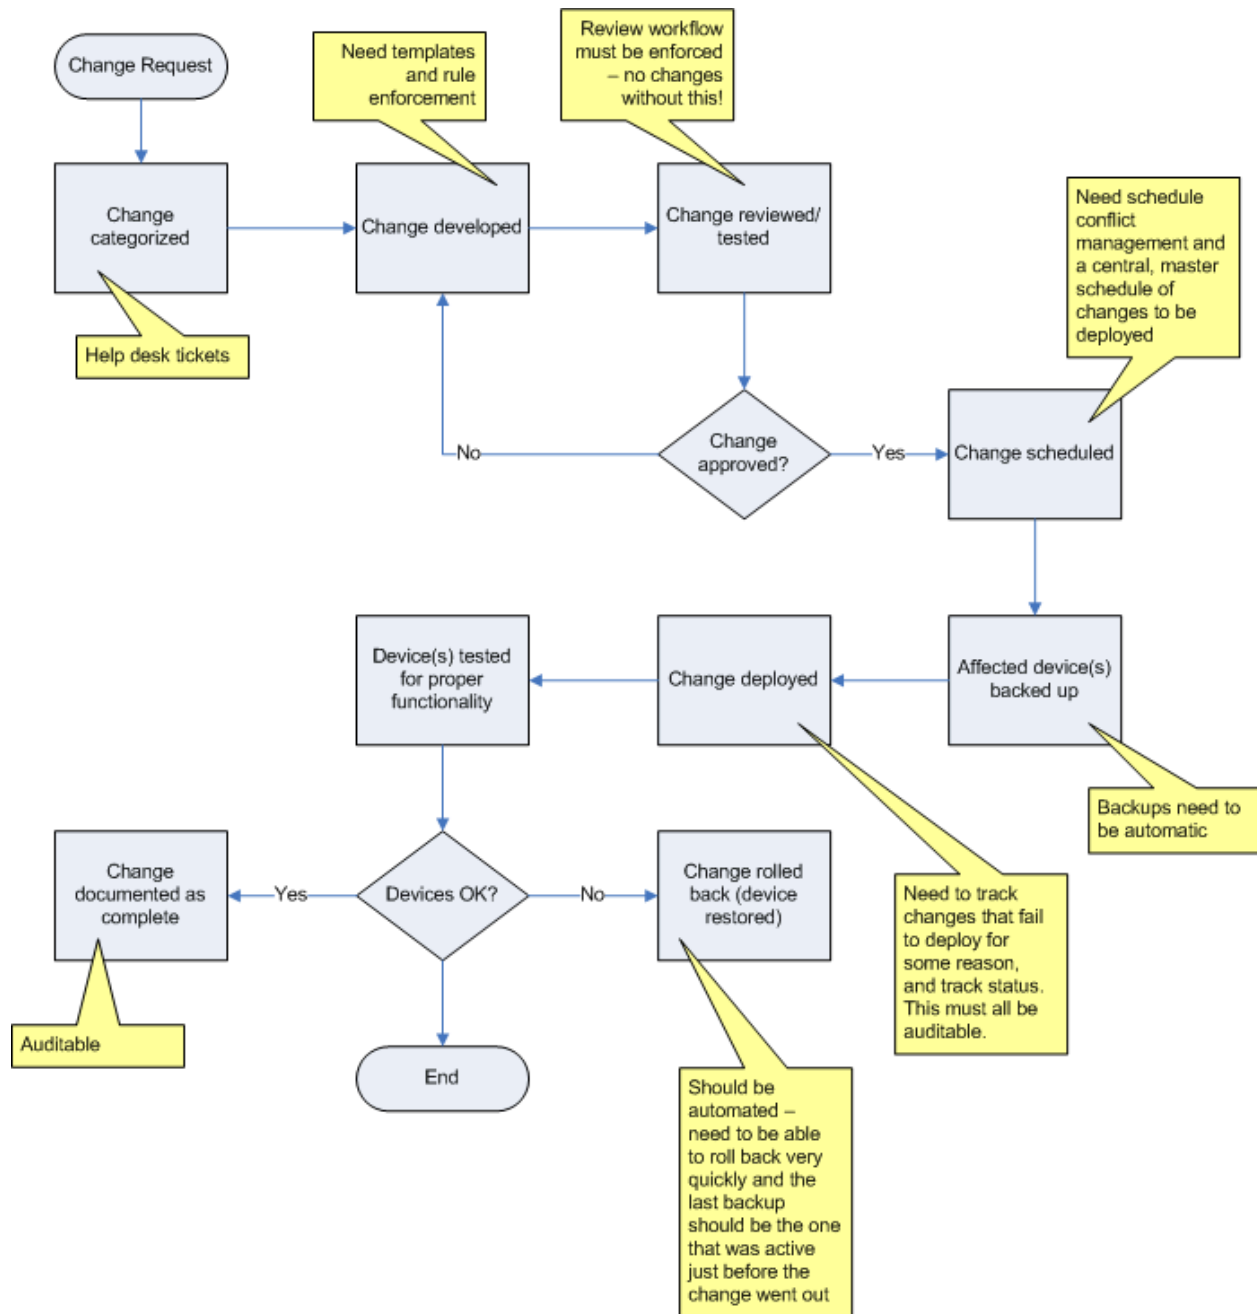 Change Request
Need templates
and rule
enforcement
Review workflow
must be enforced
– no changes
without this!
Change
categorized
Change developed
Change reviewed/
tested
Need schedule
conflict
management and
a central, master
schedule of
changes to be
deployed
Help desk tickets
No
Change
approved?
Yes
Change scheduled
Device(s) tested
for proper
functionality
Change deployed
Affected device(s)
backed up
Backups need to
be automatic
Change
documented as
complete
Yes
Devices OK?
No
Change rolled
back (device
restored)
Need to track
changes that fail
to deploy for
some reason,
and track status.
This must all be
auditable.
Auditable
End
Should be
automated –
need to be able
to roll back very
quickly and the
last backup
should be the one
that was active
just before the
change went out